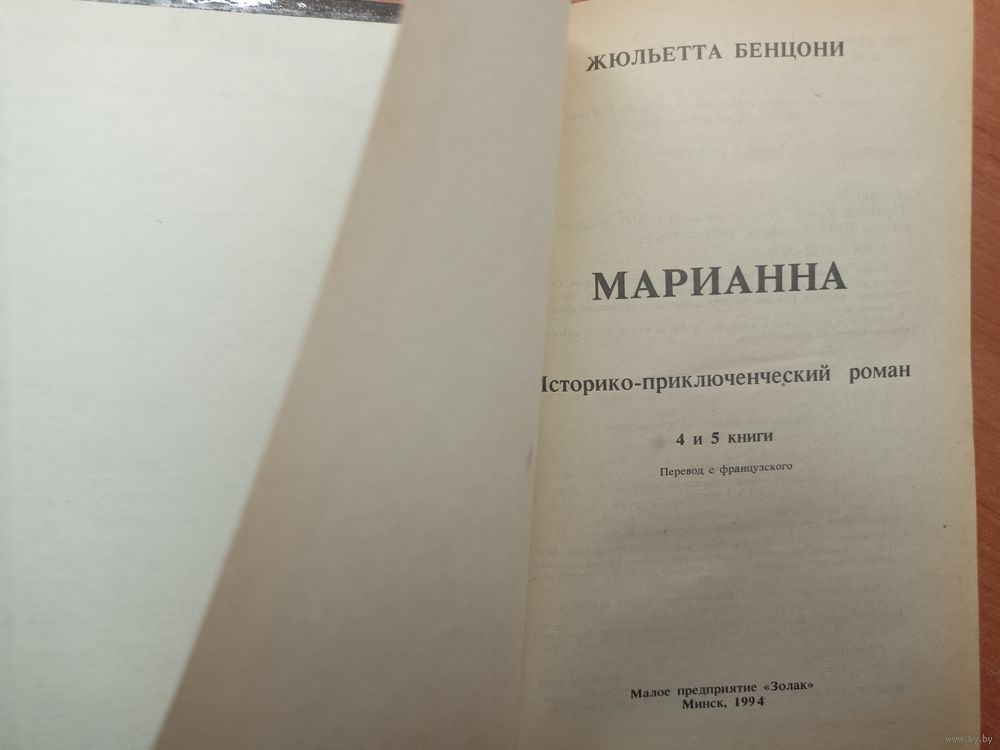 ЖЮЛЬЕТТА БЕНЦОНИ
МАРИАННА
Историко-приключенческий роман
4 и 5 книги
Перевод с французского
Малое предприятие «Золак»
Минск, 1994
www.ay.by